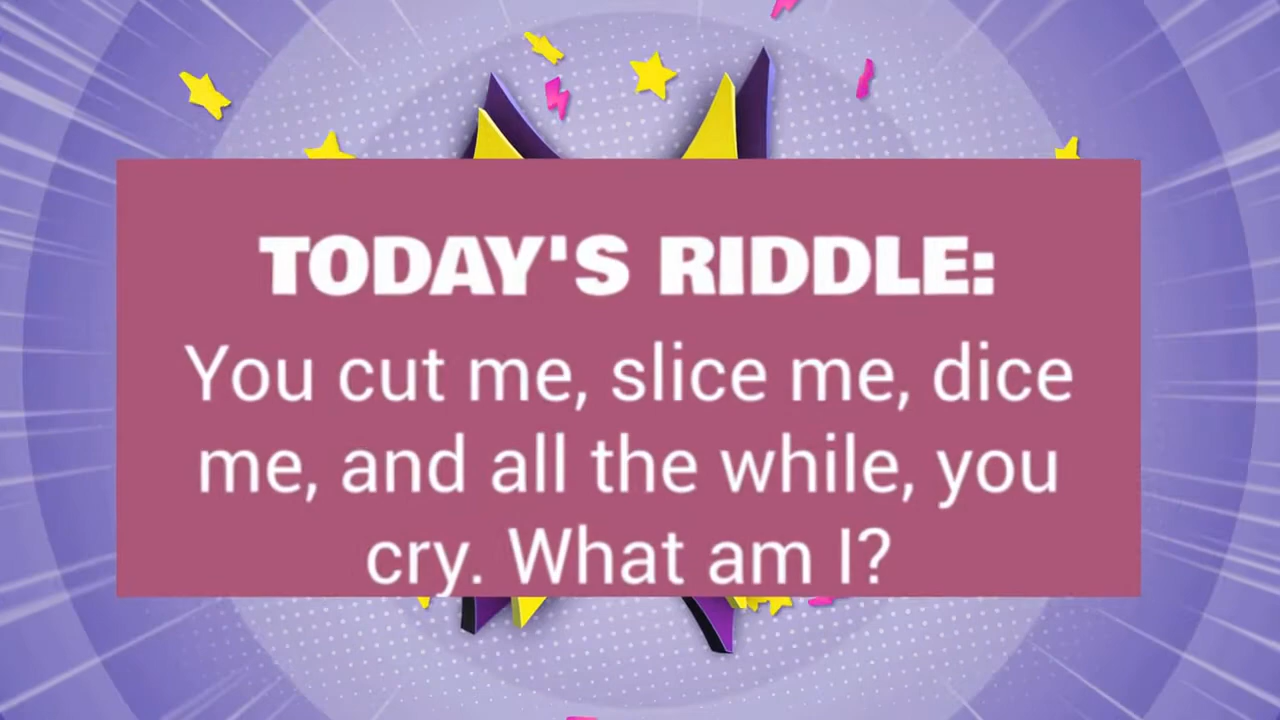 TODAY'S RIDDLE:
You cut me, slice me, dice
me, and all the while, you
cry. What am I?